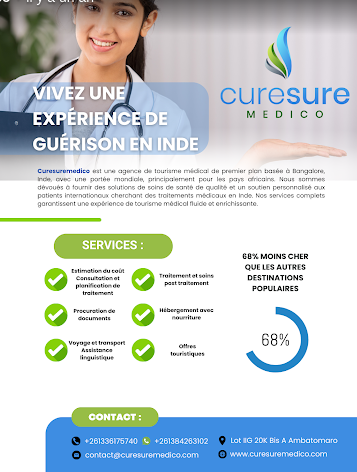 il y a un an
VIVEZ UNE
EXPÉRIENCE DE
GUÉRISON EN INDE
curesure
MEDICO
Curesuremedico est une agence de tourisme médical de premier plan basée à Bangalore,
Inde, avec une portée mondiale, principalement pour les pays africains. Nous sommes
dévoués à fournir des solutions de soins de santé de qualité et un soutien personnalisé aux
patients internationaux cherchant des traitements médicaux en Inde. Nos services complets
garantissent une expérience de tourisme médical fluide et enrichissante.
SERVICES :
Estimation du coût
Consultation et
planification de
traitement
Traitement et soins
post traitement
Procuration de
documents
Hébergement avec
nourriture
Voyage et transport
Assistance
linguistique
Offres
touristiques
68% MOINS CHER
QUE LES AUTRES
DESTINATIONS
POPULAIRES
68%
CONTACT :
+261336175740
+261384263102
Lot IIG 20K Bis A Ambatomaro
contact@curesuremedico.com
www.curesuremedico.com